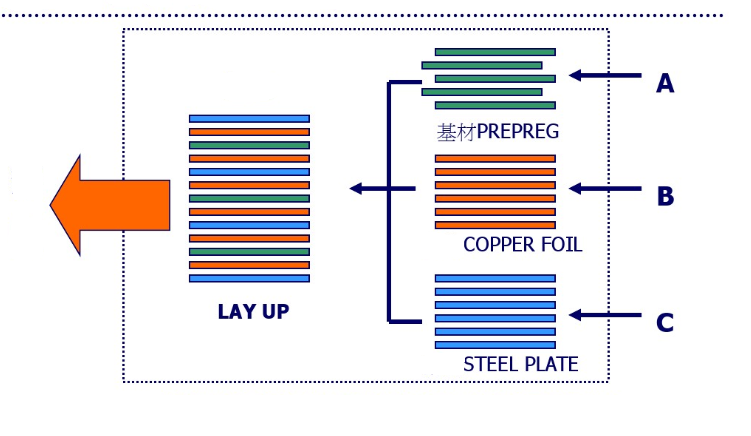 A
基材PREPREG
B
COPPER FOIL
LAY UP
C
STEEL PLATE